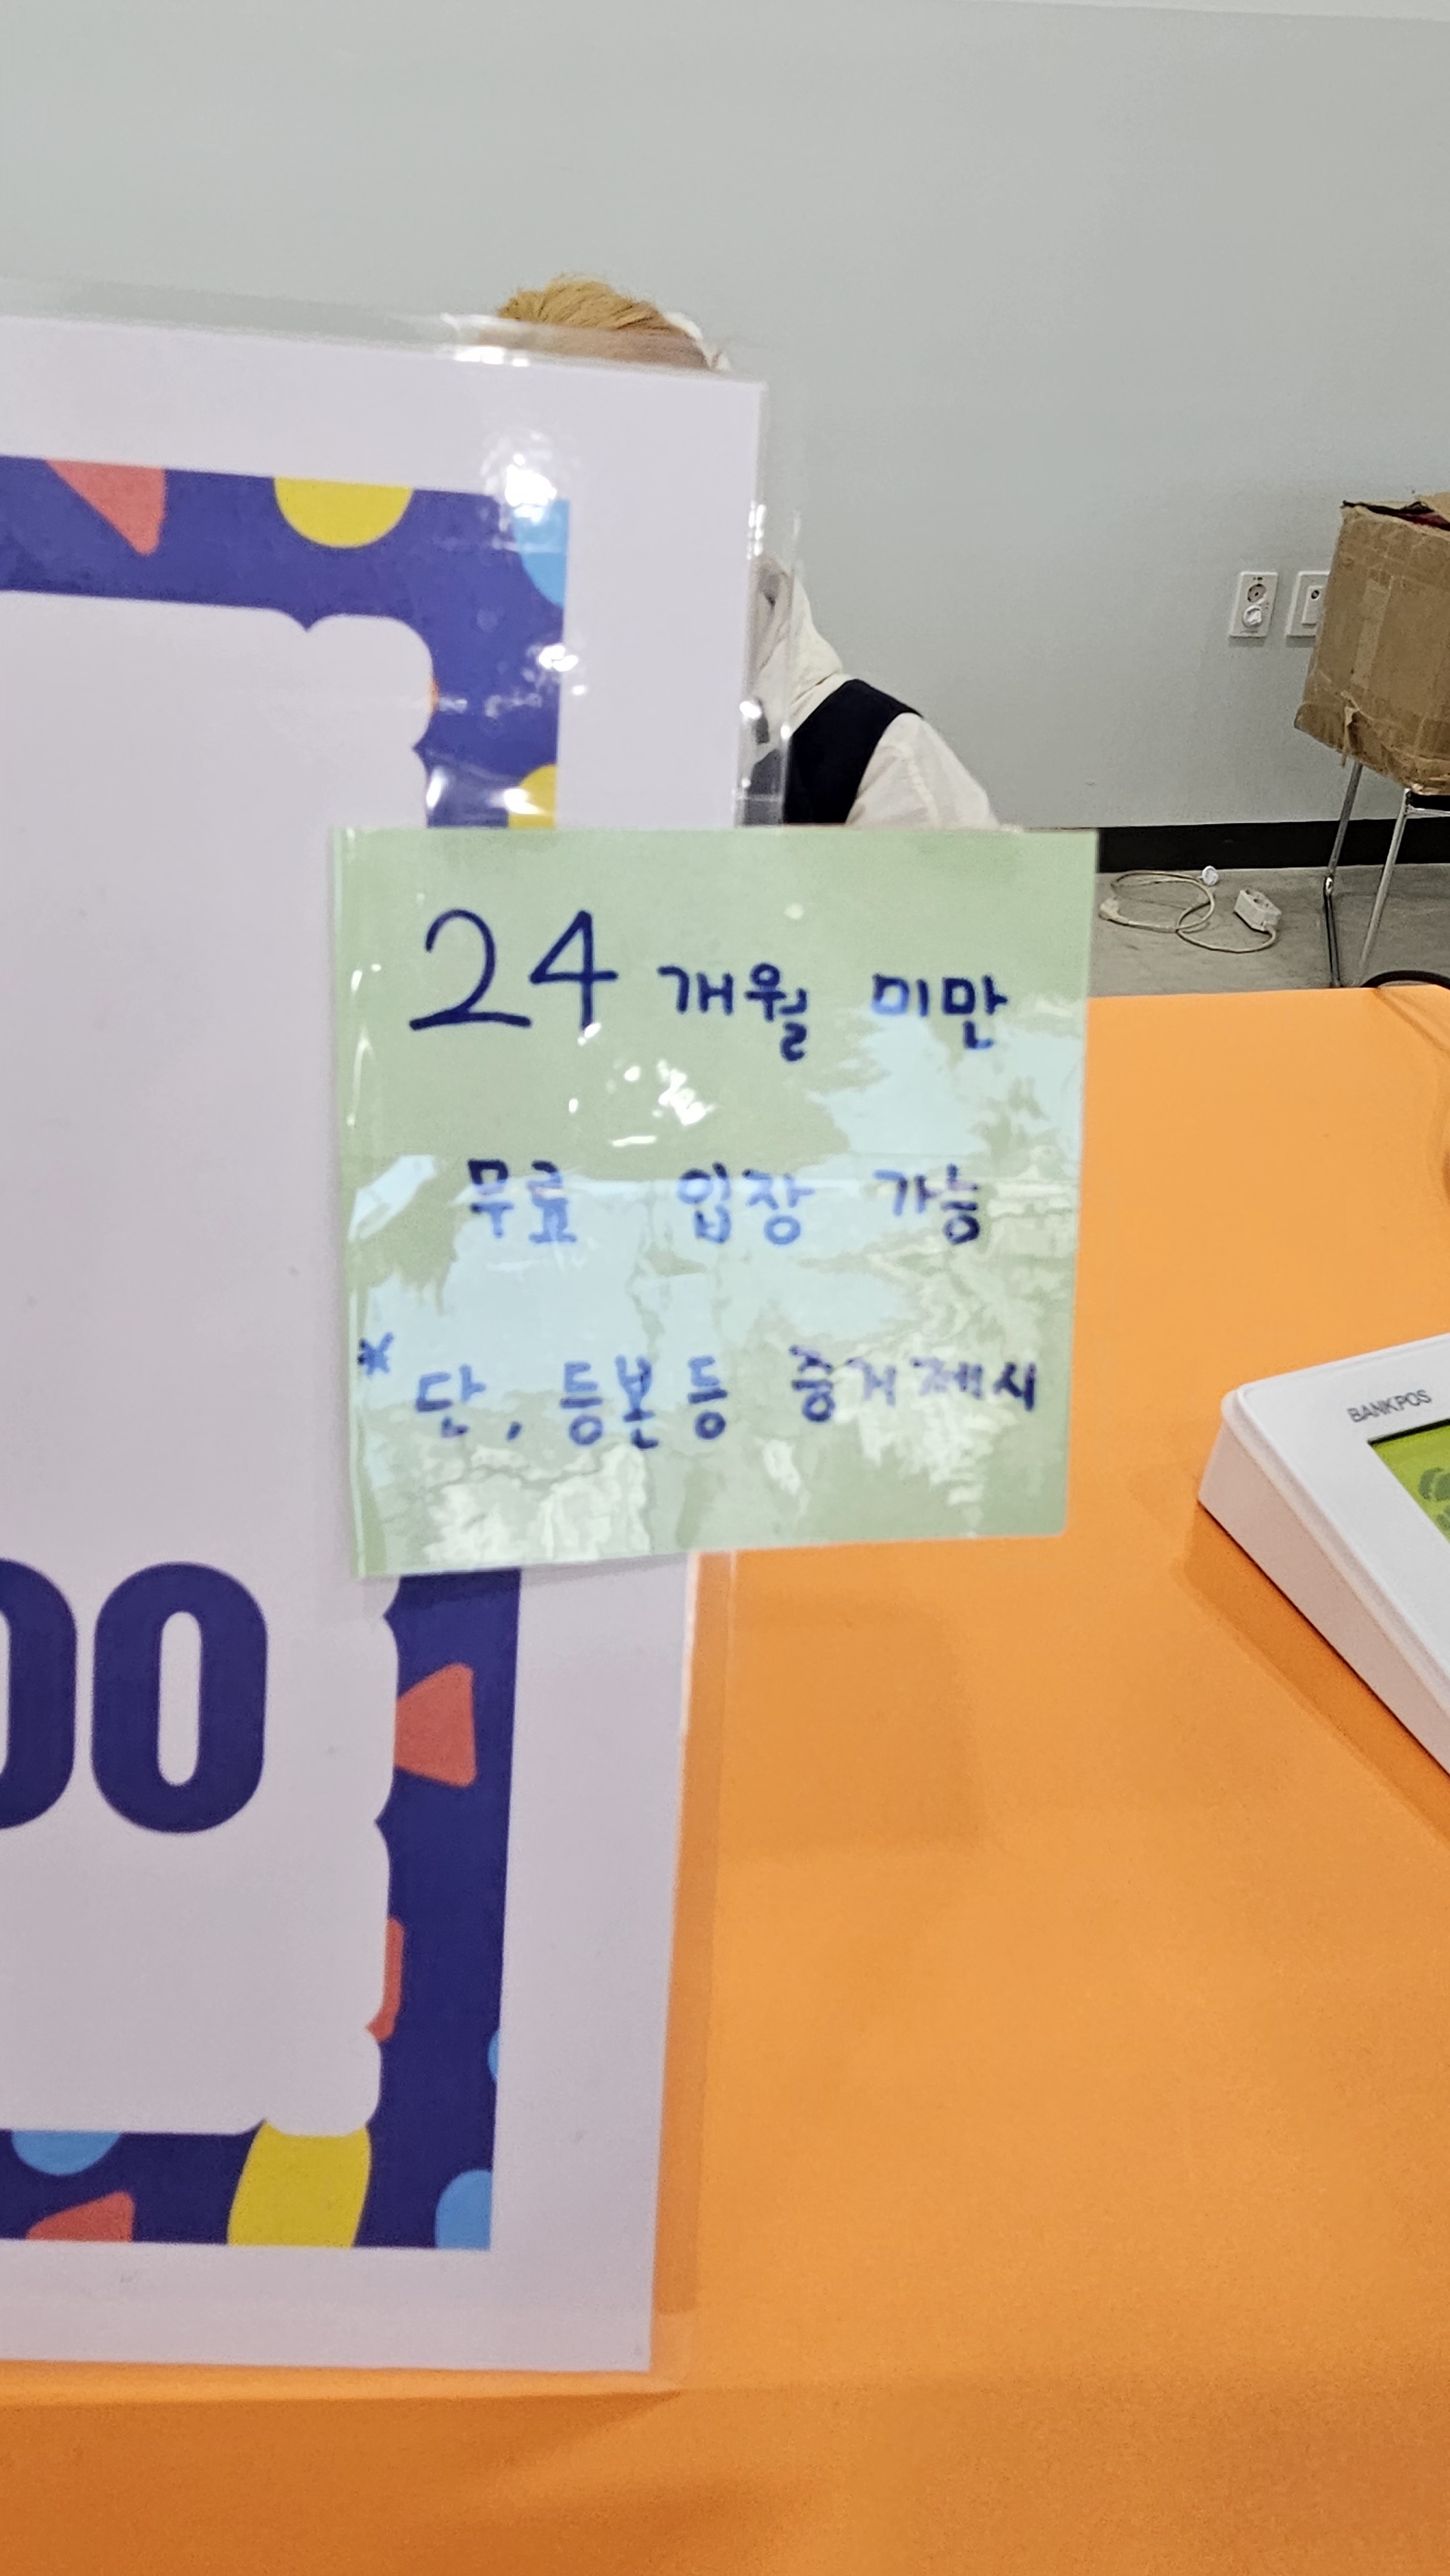 24개월 미만
무료 입장 가능
* 단, 등본 등 증거제시
00
BANKPOS